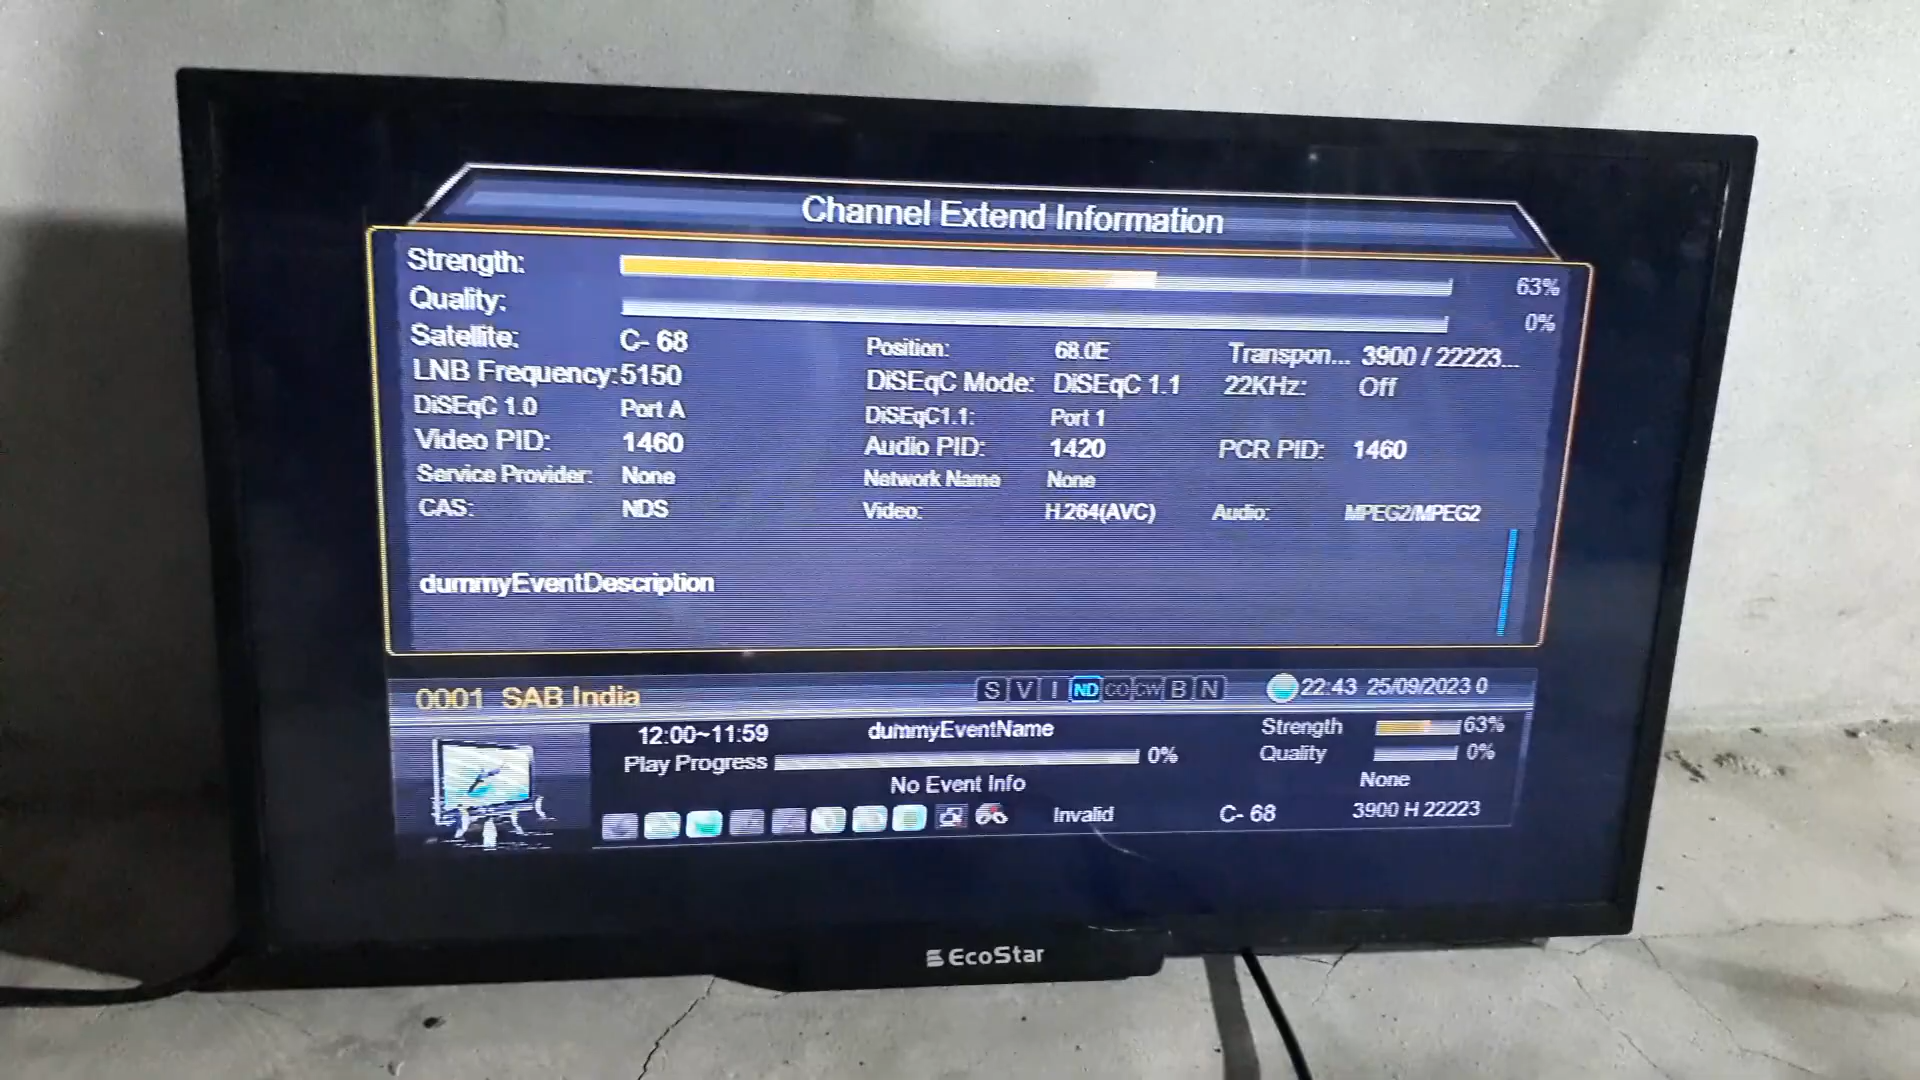 Channel Extend Information
Strength: 63%
Quality: 0%
Satellite: C- 68 Position: 68.0E Transpon... 3900 / 22223...
LNB Frequency: 5150 DiSEqC Mode: DiSEqC 1.1 22KHz: Off
DiSEqC 1.0 Port A DiSEqC1.1: Port 1
Video PID: 1460 Audio PID: 1420 PCR PID: 1460
Service Provider: None Network Name None
CAS: NDS Video: H.264(AVC) Audio: MPEG2/MPEG2
dummyEventDescription
0001 SAB India S V I ND CO CW B N 22:43 25/09/2023 0
12:00~11:59 dummyEventName Strength 63%
Play Progress 0% Quality 0%
No Event Info None
Invalid C- 68 3900 H 22223
EcoStar